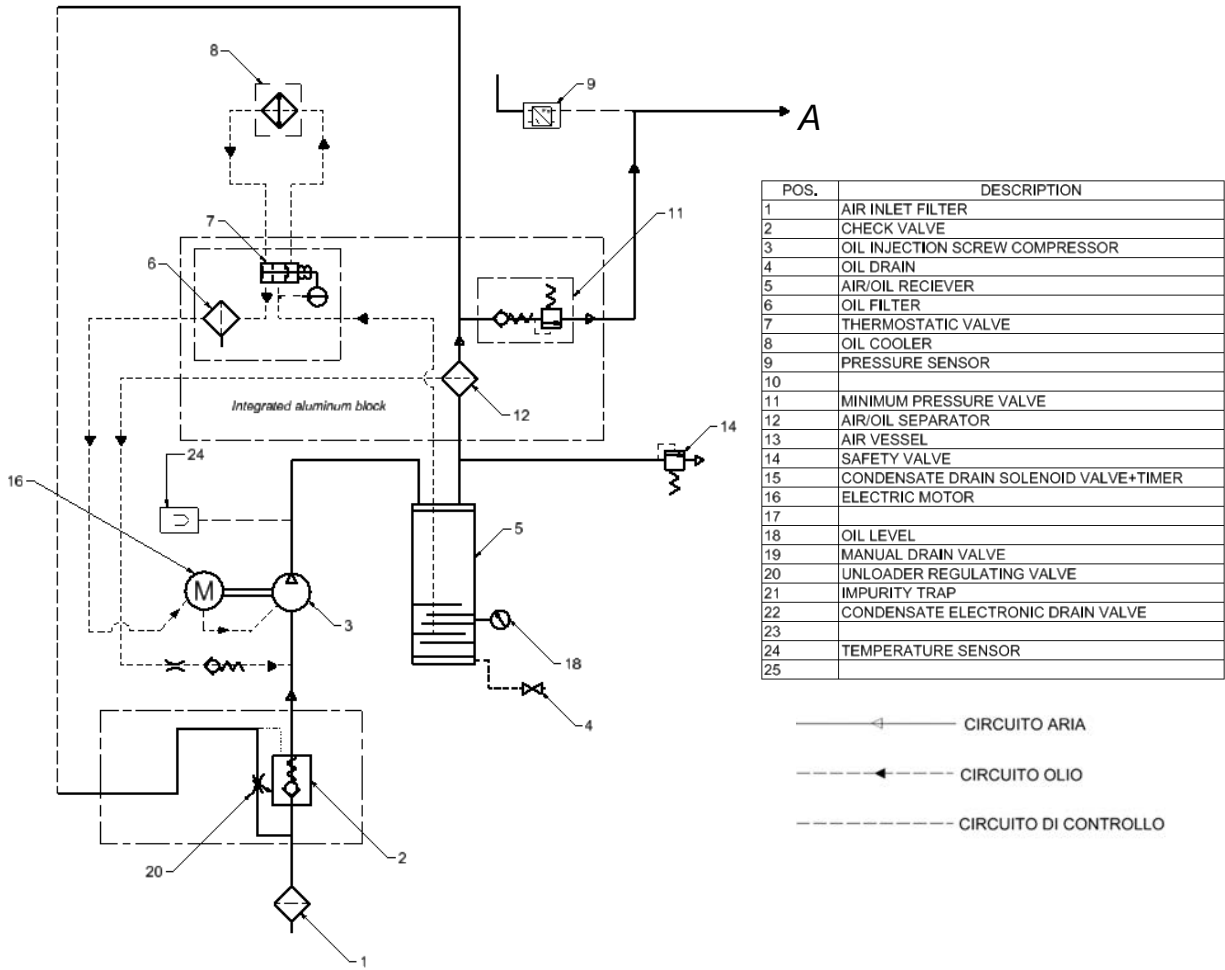 8
9
A
7
11
6
Integrated aluminum block
12
14
24
16
M
5
3
18
4
20
2
1
POS. DESCRIPTION
1 AIR INLET FILTER
2 CHECK VALVE
3 OIL INJECTION SCREW COMPRESSOR
4 OIL DRAIN
5 AIR/OIL RECIEVER
6 OIL FILTER
7 THERMOSTATIC VALVE
8 OIL COOLER
9 PRESSURE SENSOR
10
11 MINIMUM PRESSURE VALVE
12 AIR/OIL SEPARATOR
13 AIR VESSEL
14 SAFETY VALVE
15 CONDENSATE DRAIN SOLENOID VALVE+TIMER
16 ELECTRIC MOTOR
17
18 OIL LEVEL
19 MANUAL DRAIN VALVE
20 UNLOADER REGULATING VALVE
21 IMPURITY TRAP
22 CONDENSATE ELECTRONIC DRAIN VALVE
23
24 TEMPERATURE SENSOR
25
CIRCUITO ARIA
CIRCUITO OLIO
CIRCUITO DI CONTROLLO